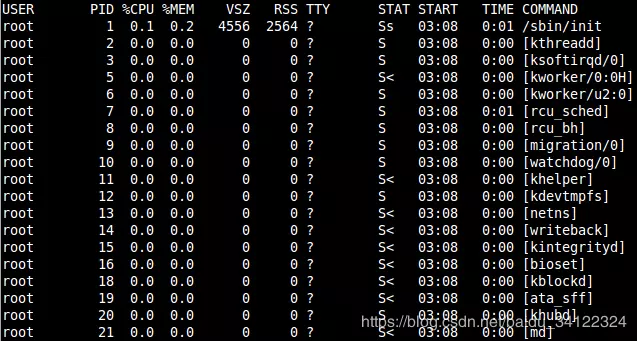 USER PID %CPU %MEM VSZ RSS TTY STAT START TIME COMMAND
root 1 0.1 0.2 4556 2564 ? Ss 03:08 0:01 /sbin/init
root 2 0.0 0.0 0 0 ? S 03:08 0:00 [kthreadd]
root 3 0.0 0.0 0 0 ? S 03:08 0:00 [ksoftirqd/0]
root 5 0.0 0.0 0 0 ? S< 03:08 0:00 [kworker/0:0H]
root 6 0.0 0.0 0 0 ? S 03:08 0:00 [kworker/u2:0]
root 7 0.0 0.0 0 0 ? S 03:08 0:01 [rcu_sched]
root 8 0.0 0.0 0 0 ? S 03:08 0:00 [rcu_bh]
root 9 0.0 0.0 0 0 ? S 03:08 0:00 [migration/0]
root 10 0.0 0.0 0 0 ? S 03:08 0:00 [watchdog/0]
root 11 0.0 0.0 0 0 ? S< 03:08 0:00 [khelper]
root 12 0.0 0.0 0 0 ? S 03:08 0:00 [kdevtmpfs]
root 13 0.0 0.0 0 0 ? S< 03:08 0:00 [netns]
root 14 0.0 0.0 0 0 ? S< 03:08 0:00 [writeback]
root 15 0.0 0.0 0 0 ? S< 03:08 0:00 [kintegrityd]
root 16 0.0 0.0 0 0 ? S< 03:08 0:00 [bioset]
root 18 0.0 0.0 0 0 ? S< 03:08 0:00 [kblockd]
root 19 0.0 0.0 0 0 ? S< 03:08 0:00 [ata_sff]
root 20 0.0 0.0 0 0 ? S 03:08 0:00 [khubd]
https://blog.csdn.net/baidu_34122324
root 21 0.0 0.0 0 0 ? S< 03:08 0:00 [md]